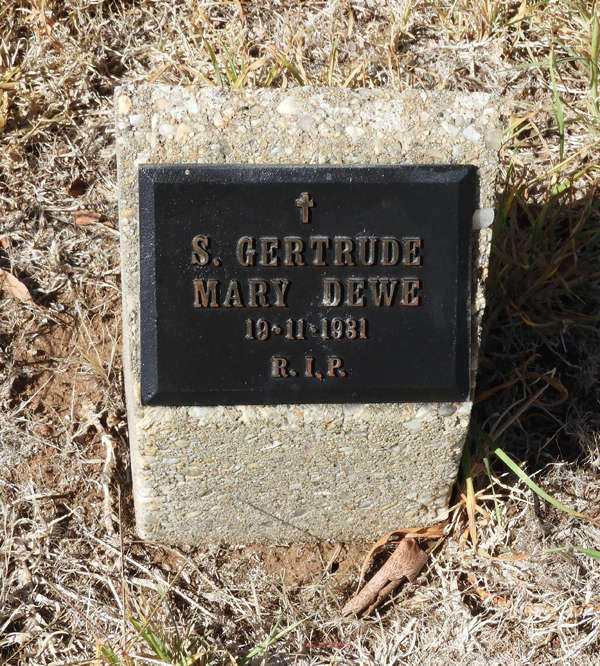 S. GERTRUDE
MARY DEWE
19·11·1931
R.I.P.